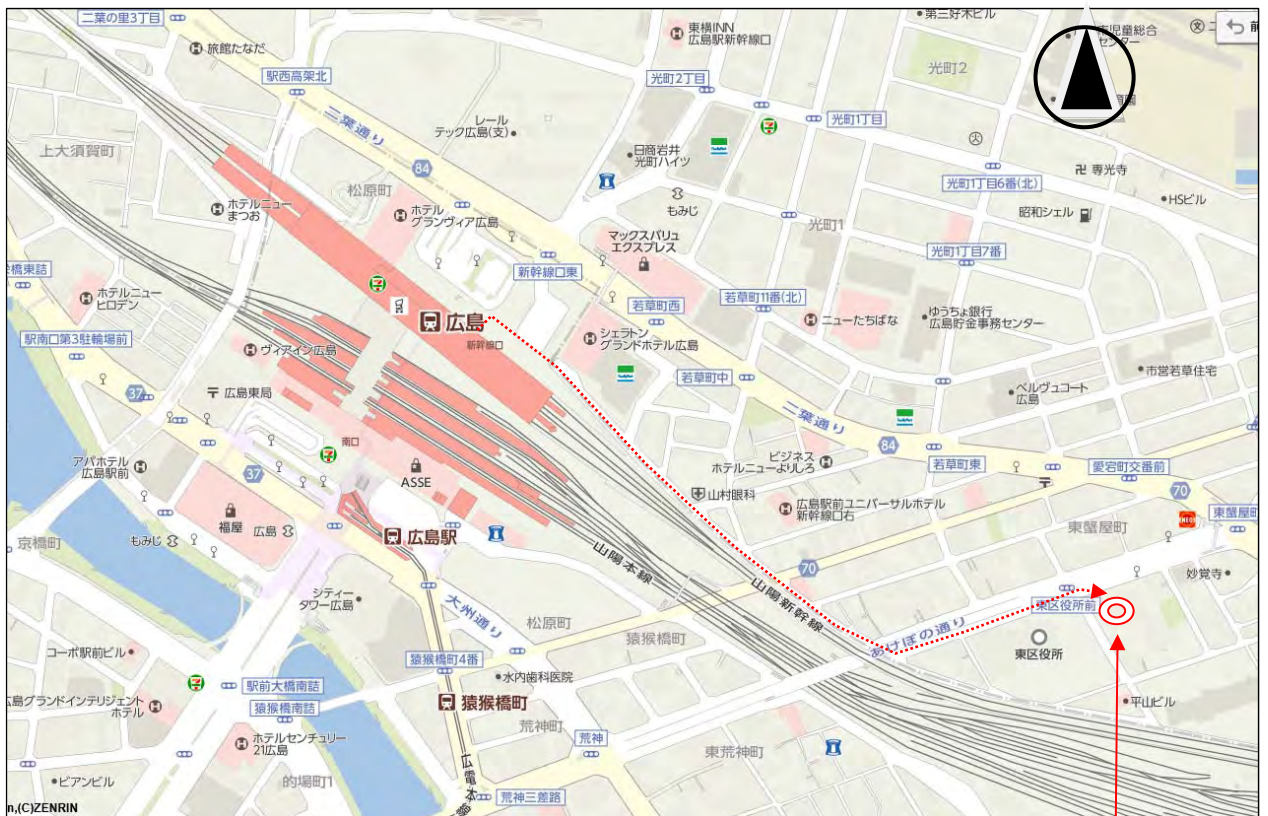 二葉の里3丁目
第三好木ビル
市児童総合
センター
前
東横INN
広島駅新幹線口
旅館たなだ
光町2
光町2丁目
駅西高架北
二葉通り
レール
テック広島(支)
光町1丁目
上大須賀町
84
日商岩井
光町ハイツ
専光寺
光町1丁目6番(北)
松原町
もみじ
HSビル
ホテルニュー
まつお
ホテル
グランヴィア広島
昭和シェル
光町1
マックスバリュ
エクスプレス
光町1丁目7番
橋東詰
新幹線口東
ホテルニュー
ヒロデン
若草町西
若草町11番(北)
広島
新幹線口
ニューたちばな
ゆうちょ銀行
広島貯金事務センター
駅南口第3駐輪場前
シェラトン
グランドホテル広島
ヴィアイン広島
若草町中
市営若草住宅
37
広島東局
ベルヴュコート
広島
二葉通り
84
南口
アパホテル
広島駅前
37
ASSE
ビジネス
ホテルニューよりしろ
若草町東
愛宕町交番前
山村眼科
70
福屋
広島
広島駅前ユニバーサルホテル
新幹線口右
ENEOS
東蟹屋町
東蟹屋町
京橋町
もみじ
広島駅
山陽本線
70
妙覚寺
シティー
タワー広島
大州通り
山陽新幹線
東区役所前
松原町
あけぼの通り
猿猴橋町
東区役所
コーポ駅前ビル
猿猴橋町4番
水内歯科医院
駅前大橋南詰
広島グランドインテリジェント
ホテル
猿猴橋町
平山ビル
猿猴橋南詰
荒神町
ホテルセンチュリー
21広島
荒神
東荒神町
ビアンビル
的場町1
広電本線
荒神三差路
n,(C)ZENRIN